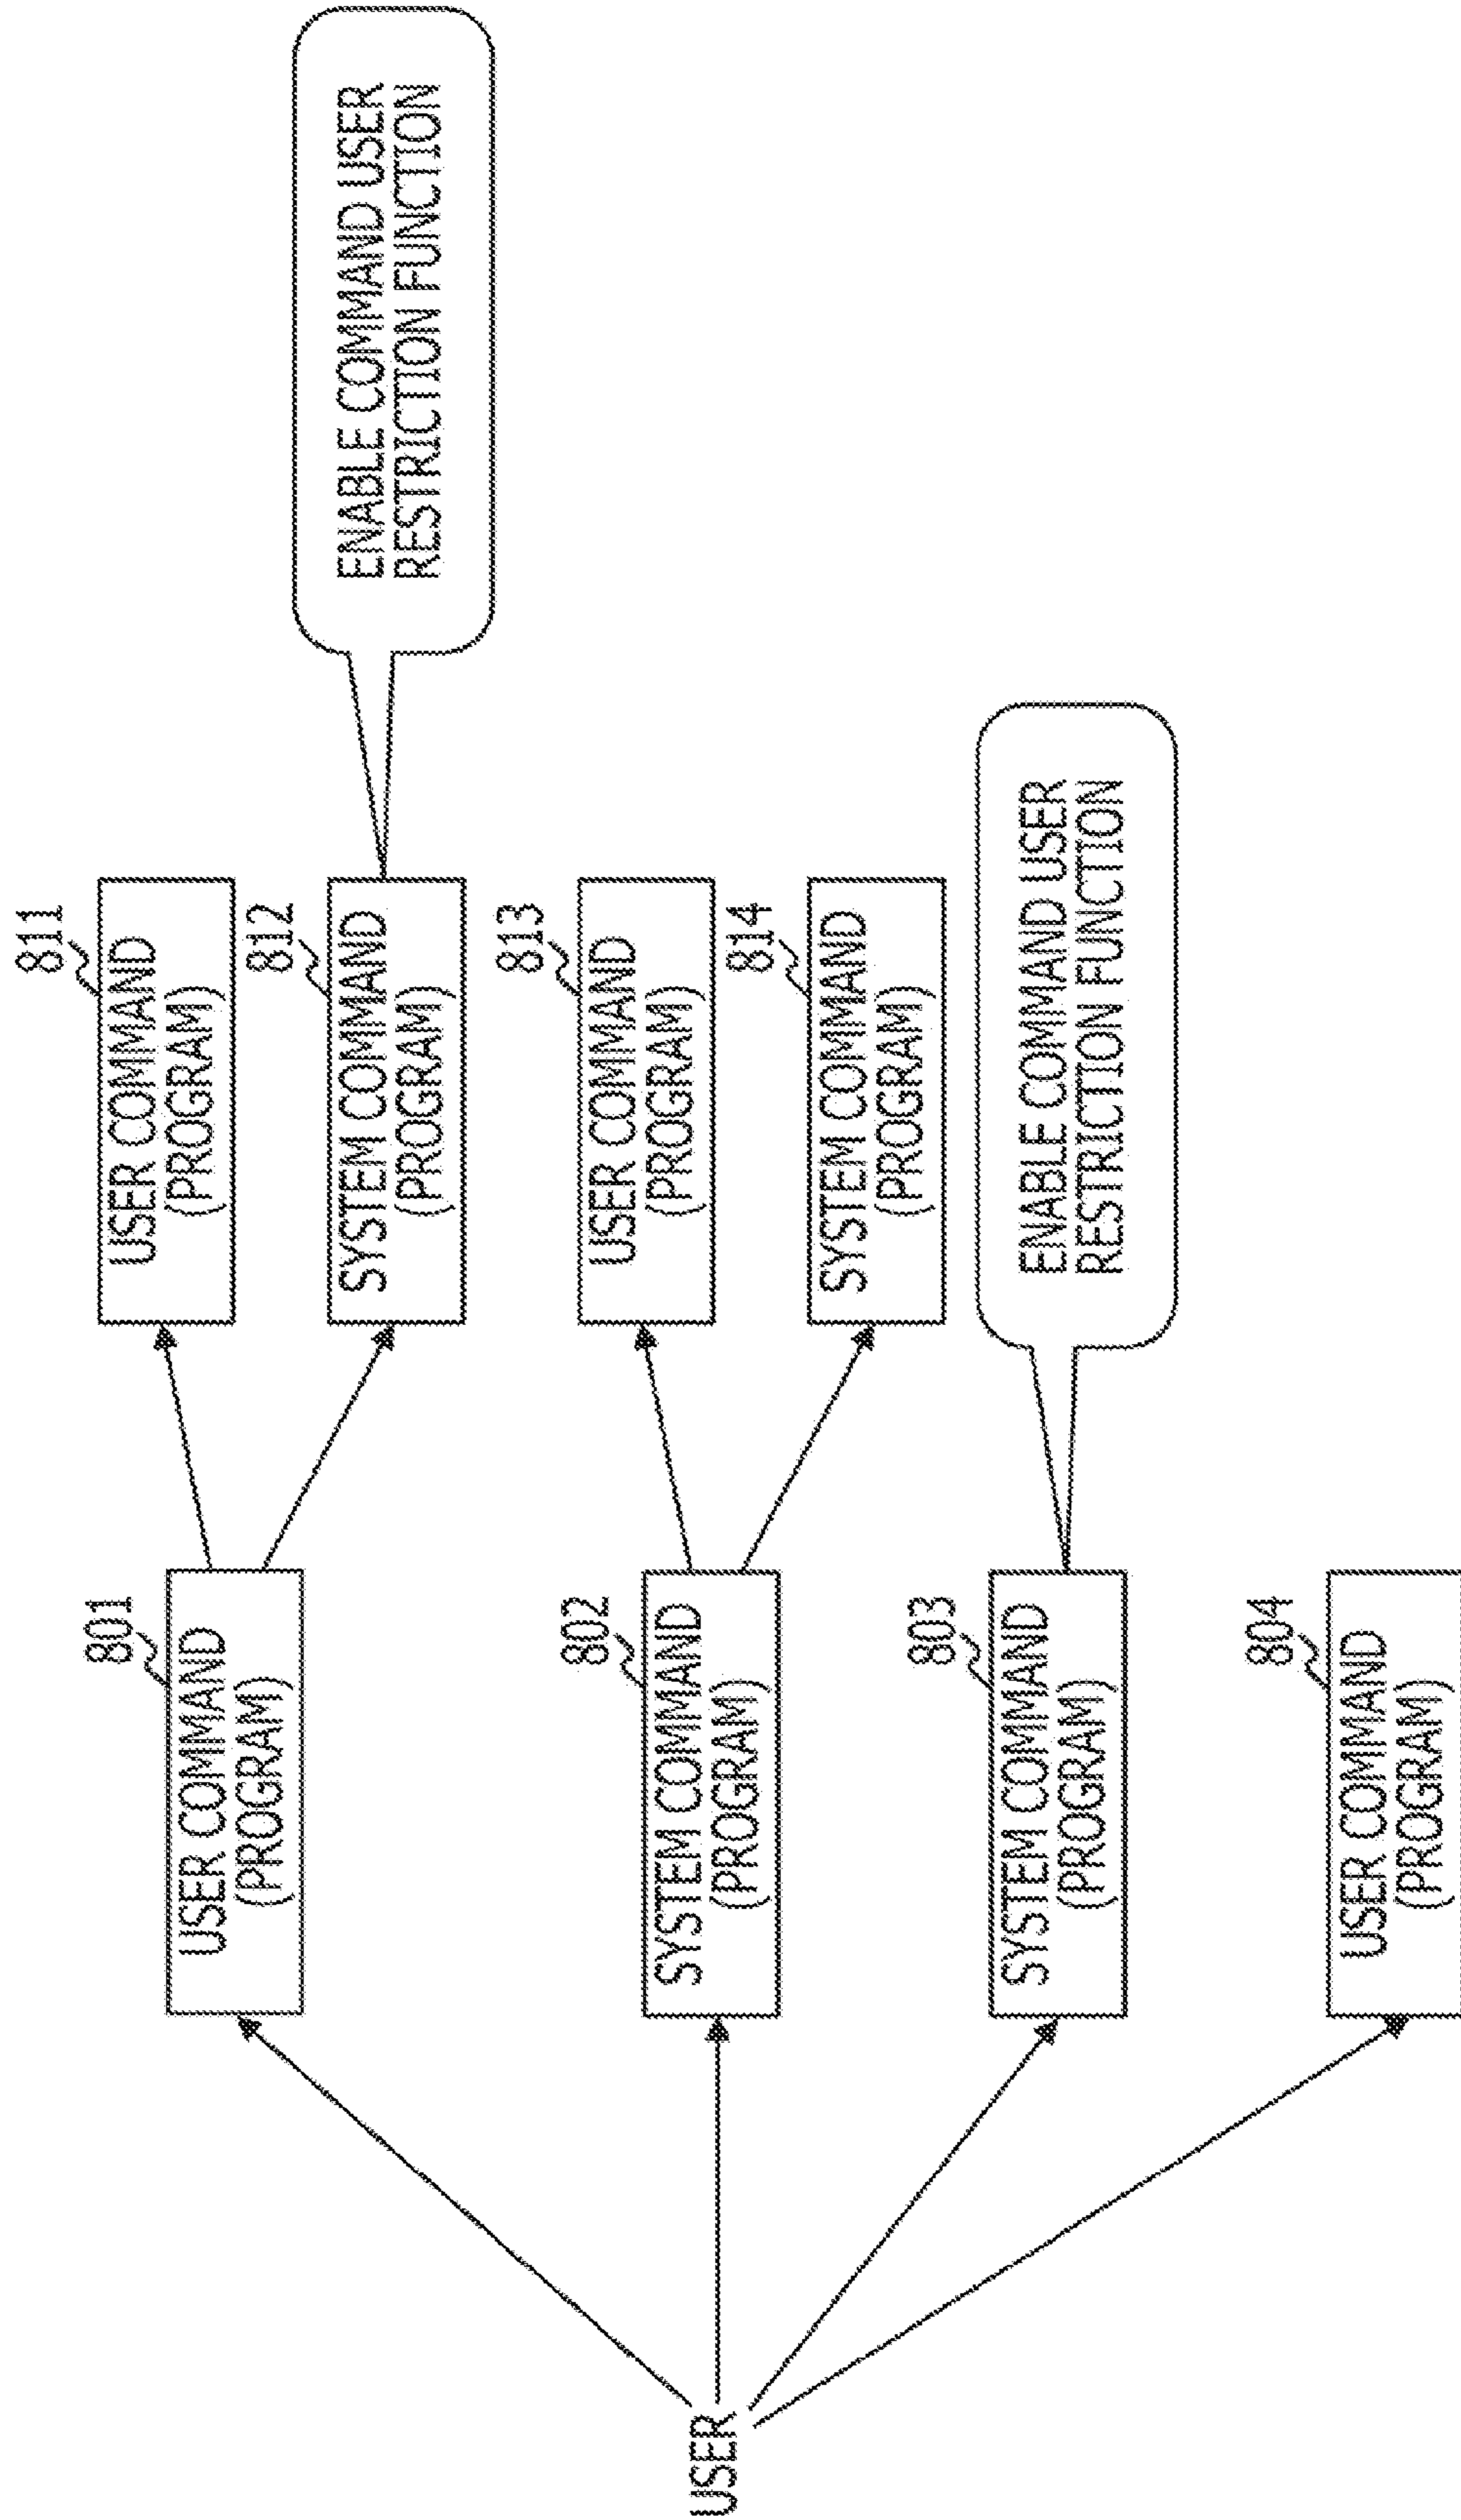 USER
801
USER COMMAND
(PROGRAM)
802
SYSTEM COMMAND
(PROGRAM)
803
SYSTEM COMMAND
(PROGRAM)
804
USER COMMAND
(PROGRAM)
811
USER COMMAND
(PROGRAM)
812
SYSTEM COMMAND
(PROGRAM)
813
USER COMMAND
(PROGRAM)
814
SYSTEM COMMAND
(PROGRAM)
ENABLE COMMAND USER
RESTRICTION FUNCTION
ENABLE COMMAND USER
RESTRICTION FUNCTION